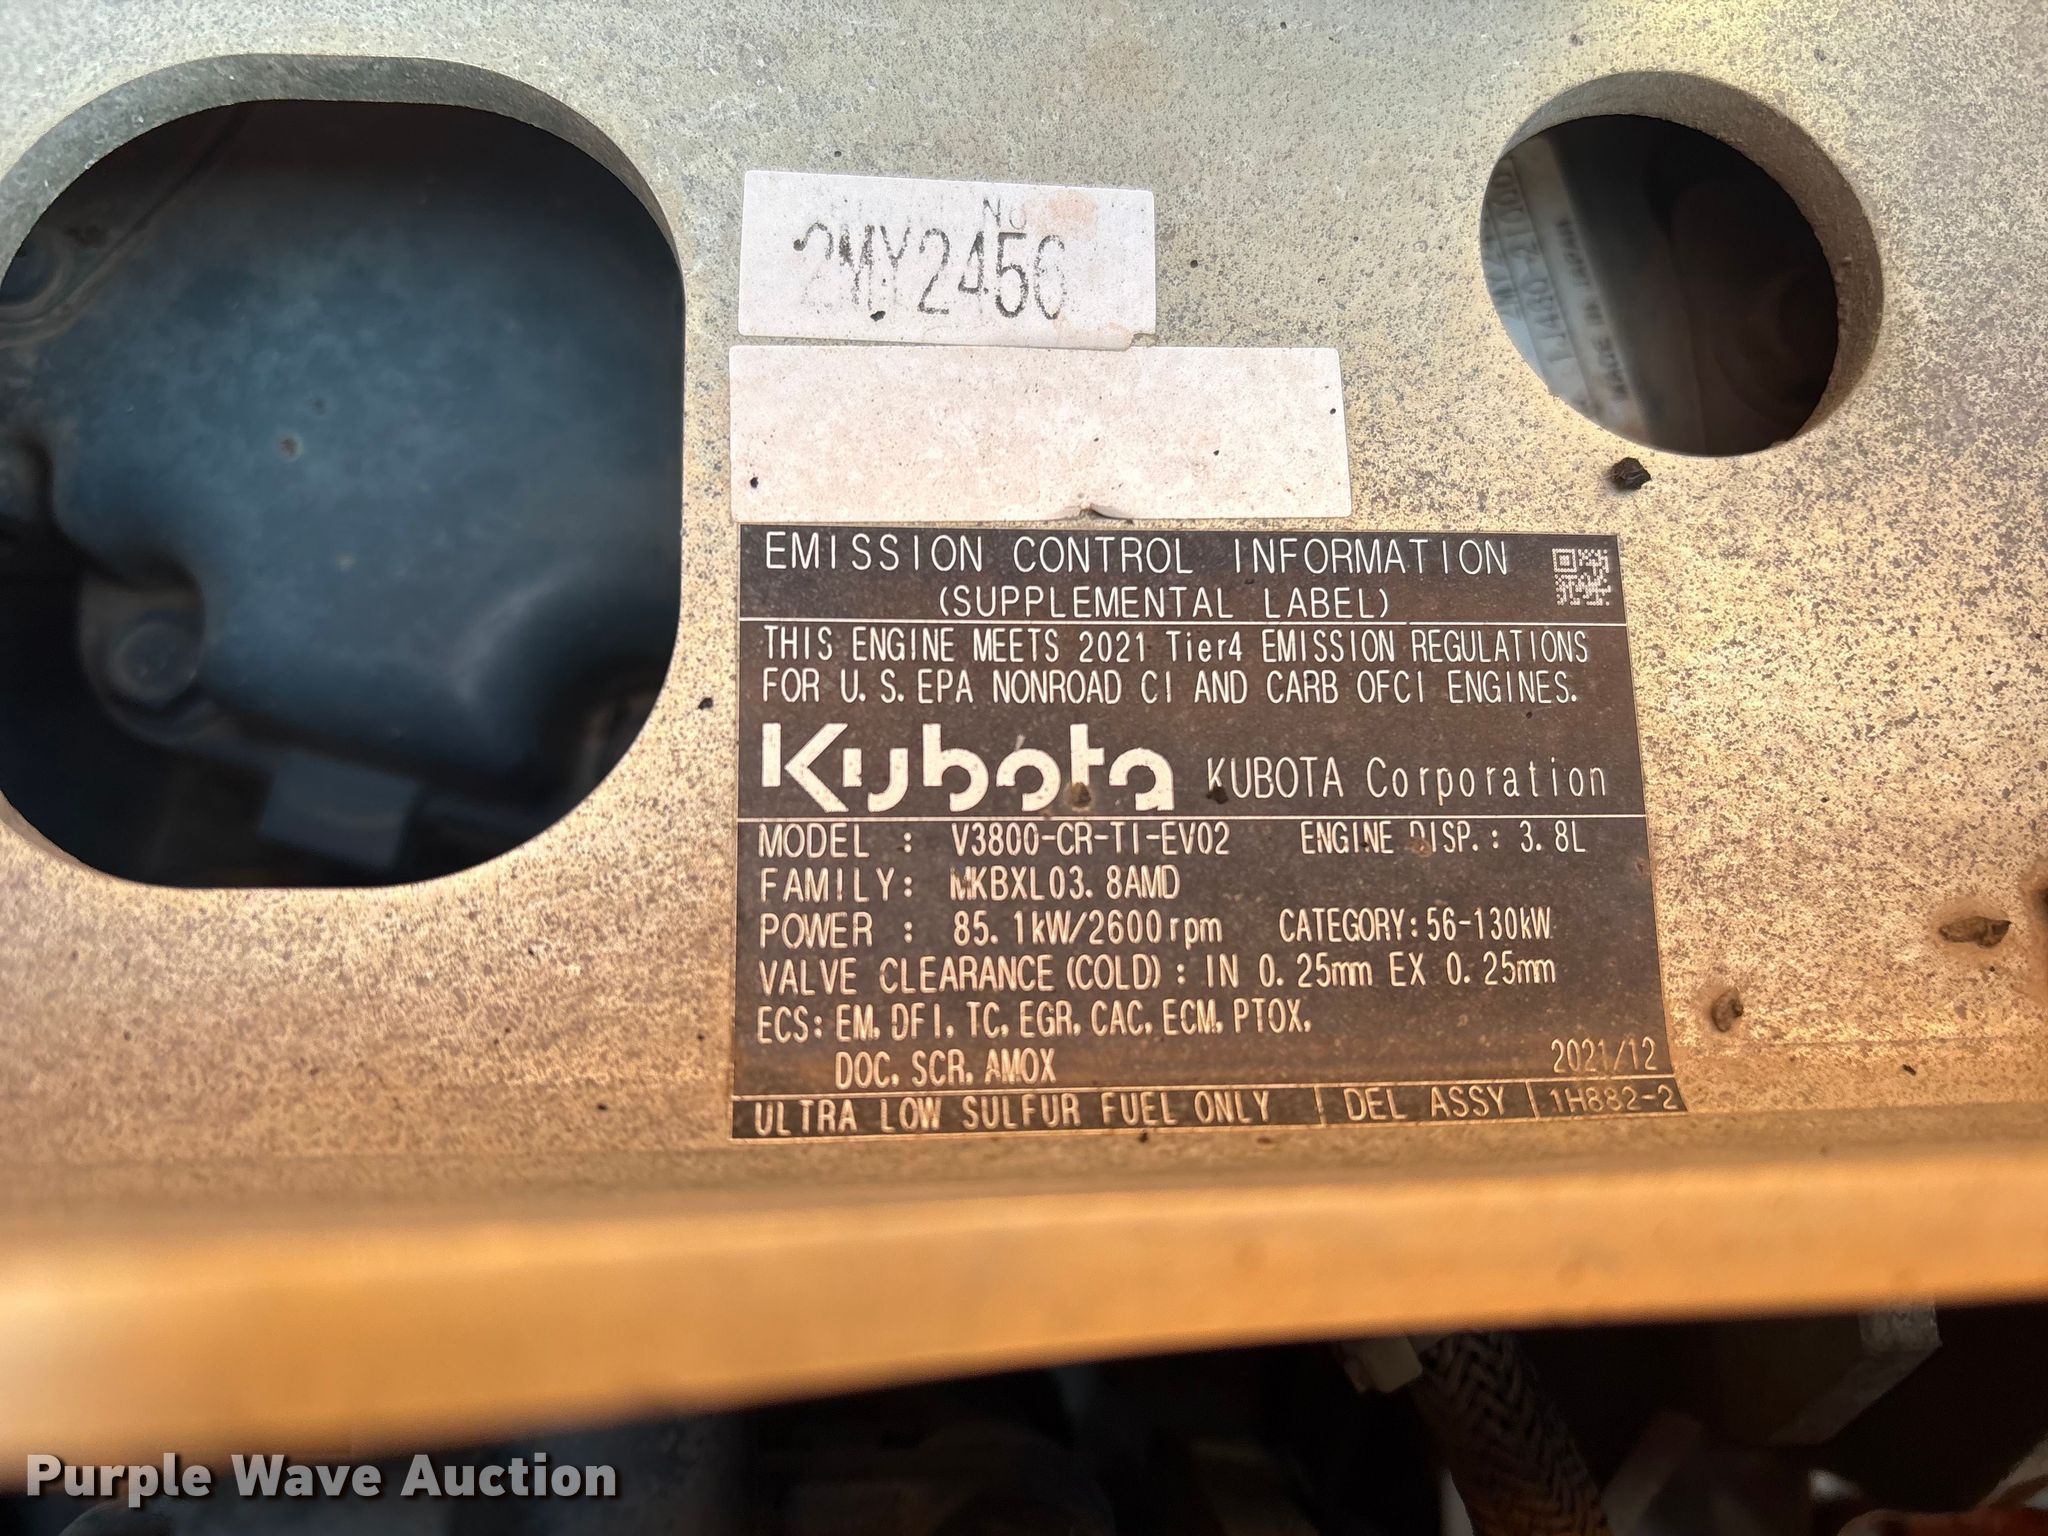 No
2MY2456
EMISSION CONTROL INFORMATION
(SUPPLEMENTAL LABEL)
THIS ENGINE MEETS 2021 Tier4 EMISSION REGULATIONS
FOR U.S.EPA NONROAD CI AND CARB OFCI ENGINES.
Kubota KUBOTA Corporation
MODEL : V3800-CR-TI-EV02 ENGINE DISP.: 3.8L
FAMILY: MKBXL03.8AMD
POWER : 85.1kW/2600rpm CATEGORY:56-130kW
VALVE CLEARANCE(COLD): IN 0.25mm EX 0.25mm
ECS: EM, DFI, TC, EGR, CAC, ECM, PTOX,
DOC, SCR, AMOX
2021/12
ULTRA LOW SULFUR FUEL ONLY DEL ASSY 1H882-2
MADE IN JAPAN
Purple Wave Auction